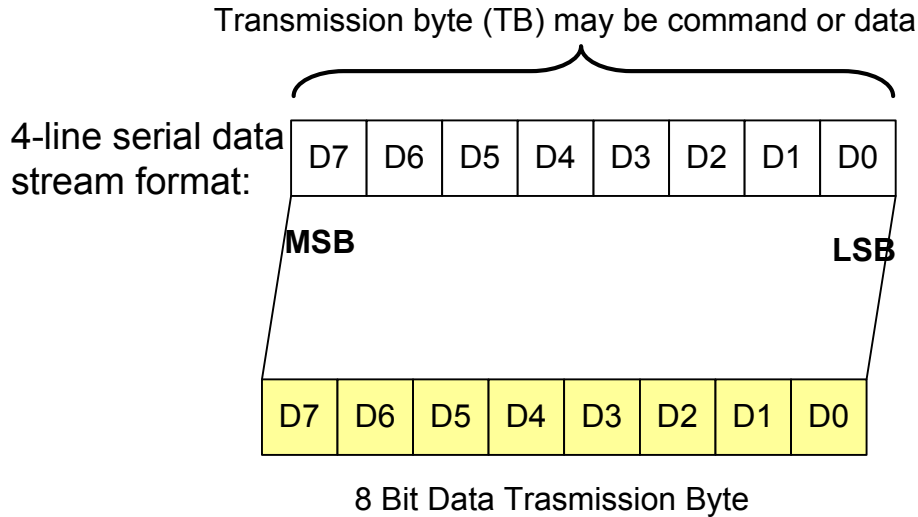 Transmission byte (TB) may be command or data
4-line serial data
stream format:
D7 D6 D5 D4 D3 D2 D1 D0
MSB LSB
D7 D6 D5 D4 D3 D2 D1 D0
8 Bit Data Trasmission Byte